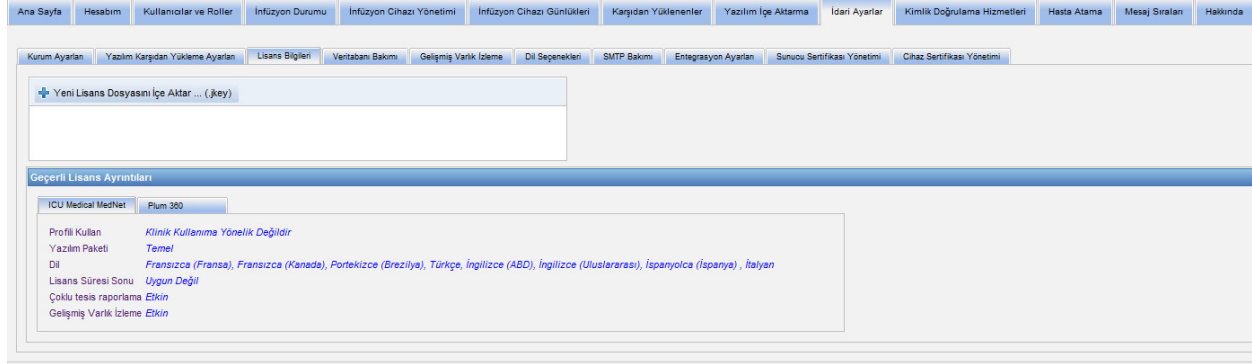 Ana Sayfa Hesabım Kullanıcılar ve Roller İnfüzyon Durumu İnfüzyon Cihazı Yönetimi İnfüzyon Cihazı Günlükleri Karşıdan Yüklenenler Yazılım İçe Aktarma İdari Ayarlar Kimlik Doğrulama Hizmetleri Hasta Atama Mesaj Sıraları Hakkında
Kurum Ayarları Yazılım Karşıdan Yükleme Ayarları Lisans Bilgileri Veritabanı Bakımı Gelişmiş Varlık İzleme Dil Seçenekleri SMTP Bakımı Entegrasyon Ayarları Sunucu Sertifikası Yönetimi Cihaz Sertifikası Yönetimi
Yeni Lisans Dosyasını İçe Aktar ... (.jkey)
Geçerli Lisans Ayrıntıları
ICU Medical MedNet Plum 360
Profili Kullan Klinik Kullanıma Yönelik Değildir
Yazılım Paketi Temel
Dil Fransızca (Fransa), Fransızca (Kanada), Portekizce (Brezilya), Türkçe, İngilizce (ABD), İngilizce (Uluslararası), İspanyolca (İspanya) , İtalyan
Lisans Süresi Sonu Uygun Değil
Çoklu tesis raporlama Etkin
Gelişmiş Varlık İzleme Etkin